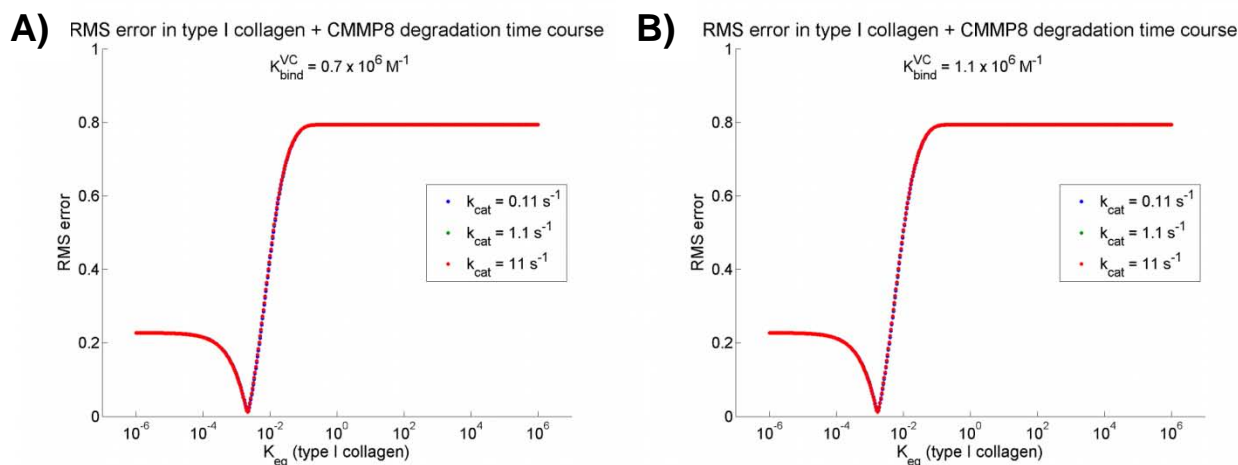 A)
RMS error in type I collagen + CMMP8 degradation time course
K_bind^VC = 0.7 x 10^6 M^-1
1
0.8
0.6
0.4
0.2
0
RMS error
k_cat = 0.11 s^-1
k_cat = 1.1 s^-1
k_cat = 11 s^-1
10^-6 10^-4 10^-2 10^0 10^2 10^4 10^6
K_eq (type I collagen)
B)
RMS error in type I collagen + CMMP8 degradation time course
K_bind^VC = 1.1 x 10^6 M^-1
1
0.8
0.6
0.4
0.2
0
RMS error
k_cat = 0.11 s^-1
k_cat = 1.1 s^-1
k_cat = 11 s^-1
10^-6 10^-4 10^-2 10^0 10^2 10^4 10^6
K_eq (type I collagen)